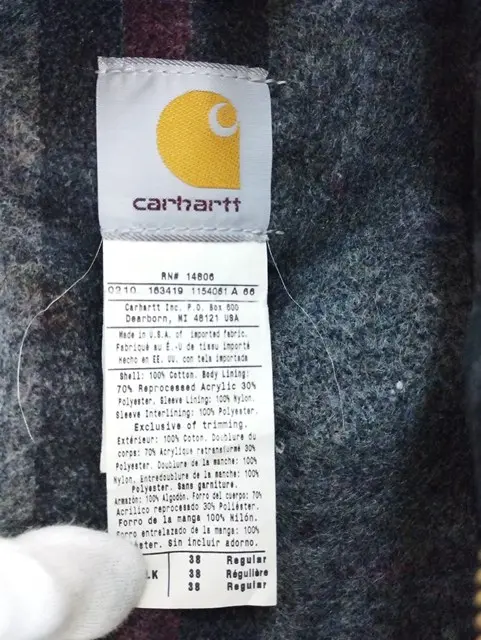 carhartt
RN# 14806
0210 163419 1154051 A 66
Carhartt Inc. P.O. Box 600
Dearborn, MI 48121 USA
Made in U.S.A. of imported fabric.
Fabriqué au É.-U de tissu importé
Hecho en EE. UU. con tela importada
Shell: 100% Cotton. Body Lining:
70% Reprocessed Acrylic 30%
Polyester. Sleeve Lining: 100% Nylon.
Sleeve Interlining: 100% Polyester.
Exclusive of trimming.
Extérieur: 100% Coton. Doublure du
corps: 70% Acrylique retransformé 30%
Polyester. Doublure de la manche: 100%
Nylon. Entredoublure de la manche: 100%
Polyester. Sans garniture.
Armazón: 100% Algodón. Forro del cuerpo: 70%
Acrílico reprocesado 30% Poliester.
Forro de la manga 100% Nilón.
Forro entrelazado de la manga: 100%
Sin incluir adorno.
38 Regular
LK 38 Régulière
38 Regular